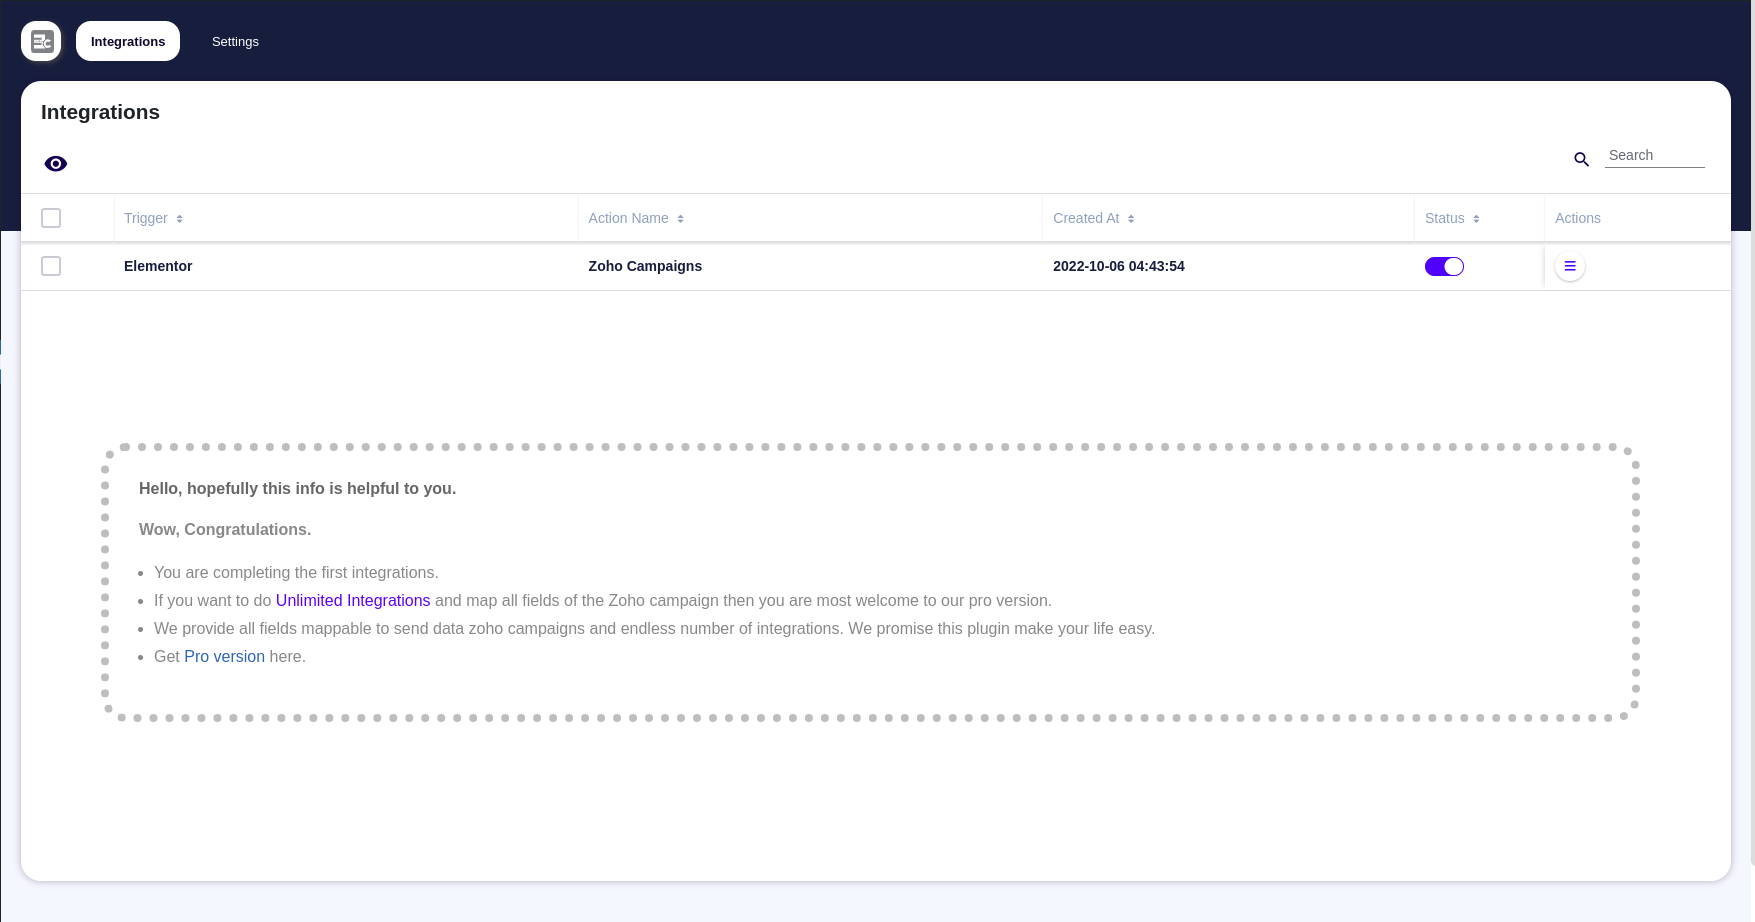 Integrations
Settings
Integrations
Search
Trigger
Action Name
Created At
Status
Actions
Elementor
Zoho Campaigns
2022-10-06 04:43:54
Hello, hopefully this info is helpful to you.
Wow, Congratulations.
You are completing the first integrations.
If you want to do Unlimited Integrations and map all fields of the Zoho campaign then you are most welcome to our pro version.
We provide all fields mappable to send data zoho campaigns and endless number of integrations. We promise this plugin make your life easy.
Get Pro version here.